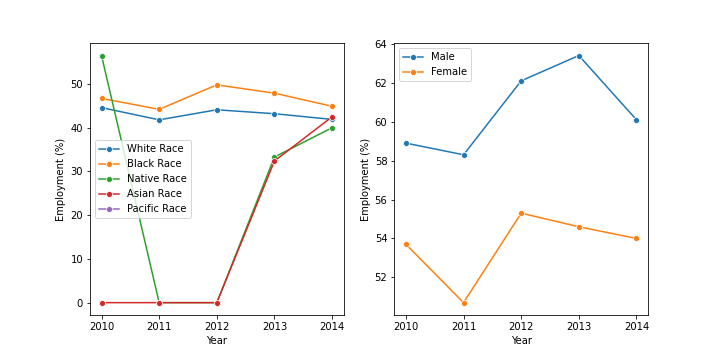 50
40
30
20
10
0
Employment (%)
White Race
Black Race
Native Race
Asian Race
Pacific Race
2010 2011 2012 2013 2014
Year
64
62
60
58
56
54
52
Employment (%)
Male
Female
2010 2011 2012 2013 2014
Year